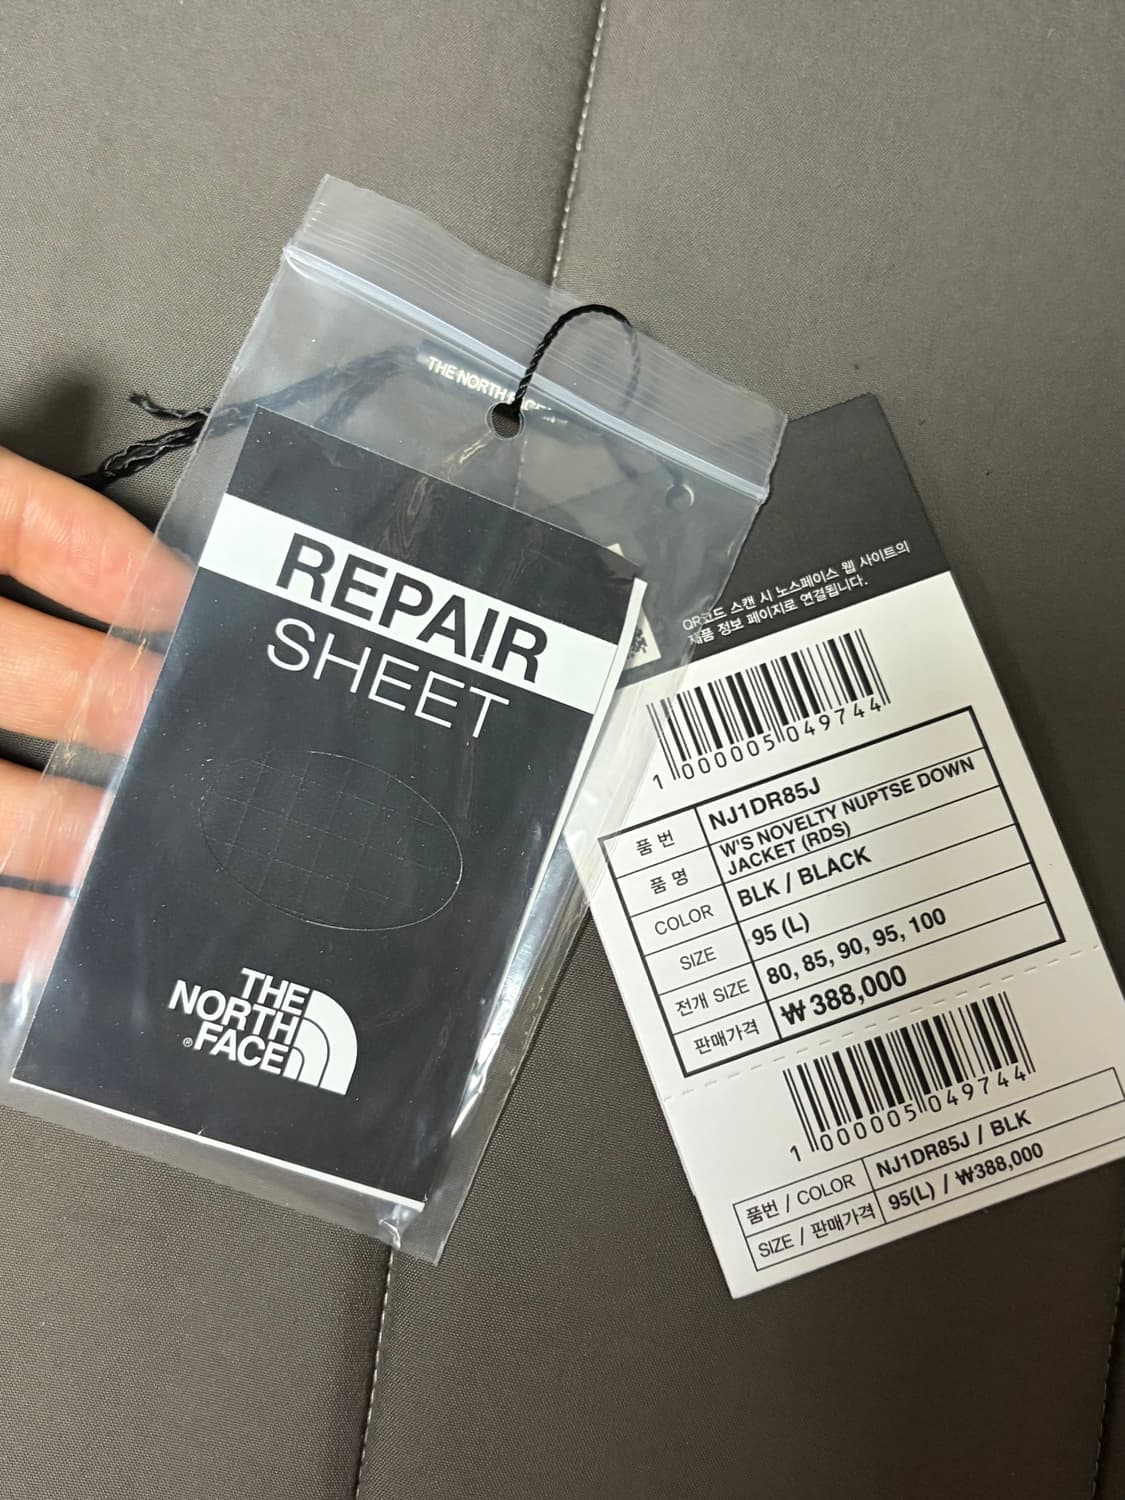 THE NORTH FACE
REPAIR
SHEET
THE
NORTH
FACE
®
QR코드 스캔 시 노스페이스 웹 사이트의
제품 정보 페이지로 연결됩니다.
1 000005 049744
품 번 NJ1DR85J
품 명 W'S NOVELTY NUPTSE DOWN
JACKET (RDS)
COLOR BLK / BLACK
SIZE 95 (L)
전개 SIZE 80, 85, 90, 95, 100
판매가격 ₩388,000
1 000005 049744
품번 / COLOR NJ1DR85J / BLK
SIZE / 판매가격 95(L) / ₩388,000